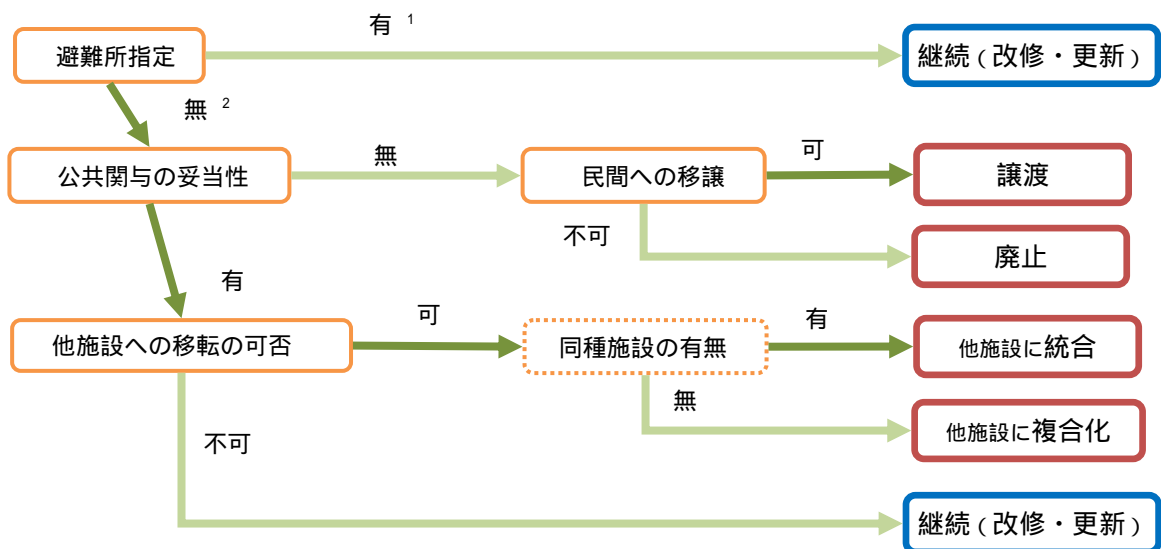 有 1
避難所指定
継続(改修・更新)
無 2
公共関与の妥当性
無
民間への移譲
可
譲渡
不可
廃止
有
他施設への移転の可否
可
同種施設の有無
有
他施設に統合
無
他施設に複合化
不可
継続(改修・更新)